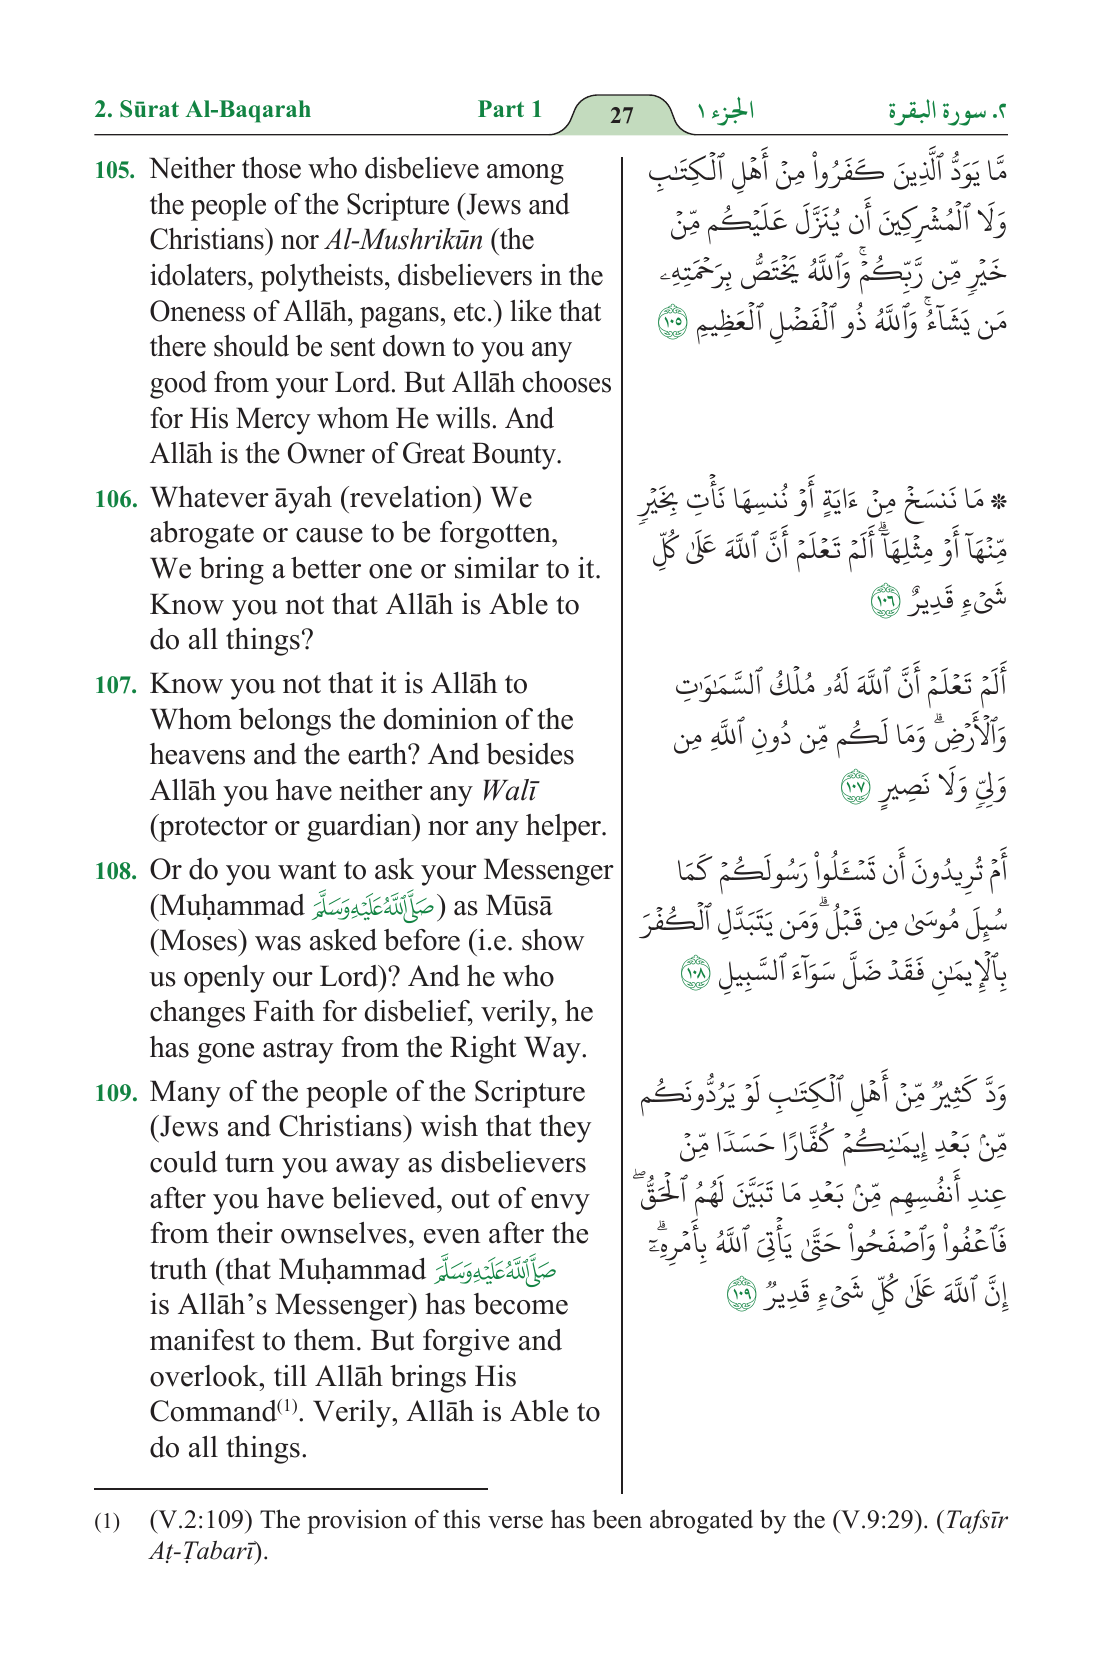 2. Sūrat Al-Baqarah
Part 1
27
الجزء ١
٢. سورة البقرة
105. Neither those who disbelieve among
the people of the Scripture (Jews and
Christians) nor Al-Mushrikūn (the
idolaters, polytheists, disbelievers in the
Oneness of Allāh, pagans, etc.) like that
there should be sent down to you any
good from your Lord. But Allāh chooses
for His Mercy whom He wills. And
Allāh is the Owner of Great Bounty.
106. Whatever āyah (revelation) We
abrogate or cause to be forgotten,
We bring a better one or similar to it.
Know you not that Allāh is Able to
do all things?
107. Know you not that it is Allāh to
Whom belongs the dominion of the
heavens and the earth? And besides
Allāh you have neither any Walī
(protector or guardian) nor any helper.
108. Or do you want to ask your Messenger
(Muḥammad صَلَّى اللَّهُ عَلَيْهِ وَسَلَّمَ) as Mūsā
(Moses) was asked before (i.e. show
us openly our Lord)? And he who
changes Faith for disbelief, verily, he
has gone astray from the Right Way.
109. Many of the people of the Scripture
(Jews and Christians) wish that they
could turn you away as disbelievers
after you have believed, out of envy
from their ownselves, even after the
truth (that Muḥammad صَلَّى اللَّهُ عَلَيْهِ وَسَلَّمَ
is Allāh’s Messenger) has become
manifest to them. But forgive and
overlook, till Allāh brings His
Command(1). Verily, Allāh is Able to
do all things.
مَّا يَوَدُّ ٱلَّذِينَ كَفَرُواْ مِنۡ أَهۡلِ ٱلۡكِتَٰبِ
وَلَا ٱلۡمُشۡرِكِينَ أَن يُنَزَّلَ عَلَيۡكُم مِّنۡ
خَيۡرٖ مِّن رَّبِّكُمۡۚ وَٱللَّهُ يَخۡتَصُّ بِرَحۡمَتِهِۦ
مَن يَشَآءُۚ وَٱللَّهُ ذُو ٱلۡفَضۡلِ ٱلۡعَظِيمِ ١٠٥
۞ مَا نَنسَخۡ مِنۡ ءَايَةٍ أَوۡ نُنسِهَا نَأۡتِ بِخَيۡرٖ
مِّنۡهَآ أَوۡ مِثۡلِهَآۗ أَلَمۡ تَعۡلَمۡ أَنَّ ٱللَّهَ عَلَىٰ كُلِّ
شَيۡءٖ قَدِيرٌ ١٠٦
أَلَمۡ تَعۡلَمۡ أَنَّ ٱللَّهَ لَهُۥ مُلۡكُ ٱلسَّمَٰوَٰتِ
وَٱلۡأَرۡضِۗ وَمَا لَكُم مِّن دُونِ ٱللَّهِ مِن
وَلِيّٖ وَلَا نَصِيرٍ ١٠٧
أَمۡ تُرِيدُونَ أَن تَسۡـَٔلُواْ رَسُولَكُمۡ كَمَا
سُئِلَ مُوسَىٰ مِن قَبۡلُۗ وَمَن يَتَبَدَّلِ ٱلۡكُفۡرَ
بِٱلۡإِيمَٰنِ فَقَدۡ ضَلَّ سَوَآءَ ٱلسَّبِيلِ ١٠٨
وَدَّ كَثِيرٞ مِّنۡ أَهۡلِ ٱلۡكِتَٰبِ لَوۡ يَرُدُّونَكُم
مِّنۢ بَعۡدِ إِيمَٰنِكُمۡ كُفَّارًا حَسَدٗا مِّنۡ
عِندِ أَنفُسِهِم مِّنۢ بَعۡدِ مَا تَبَيَّنَ لَهُمُ ٱلۡحَقُّۖ
فَٱعۡفُواْ وَٱصۡفَحُواْ حَتَّىٰ يَأۡتِيَ ٱللَّهُ بِأَمۡرِهِۦٓۗ
إِنَّ ٱللَّهَ عَلَىٰ كُلِّ شَيۡءٖ قَدِيرٞ ١٠٩
(1) (V.2:109) The provision of this verse has been abrogated by the (V.9:29). (Tafsīr
Aṭ-Ṭabarī).